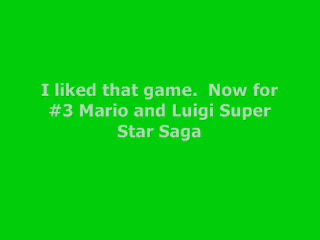 I liked that game.  Now for
#3 Mario and Luigi Super
Star Saga